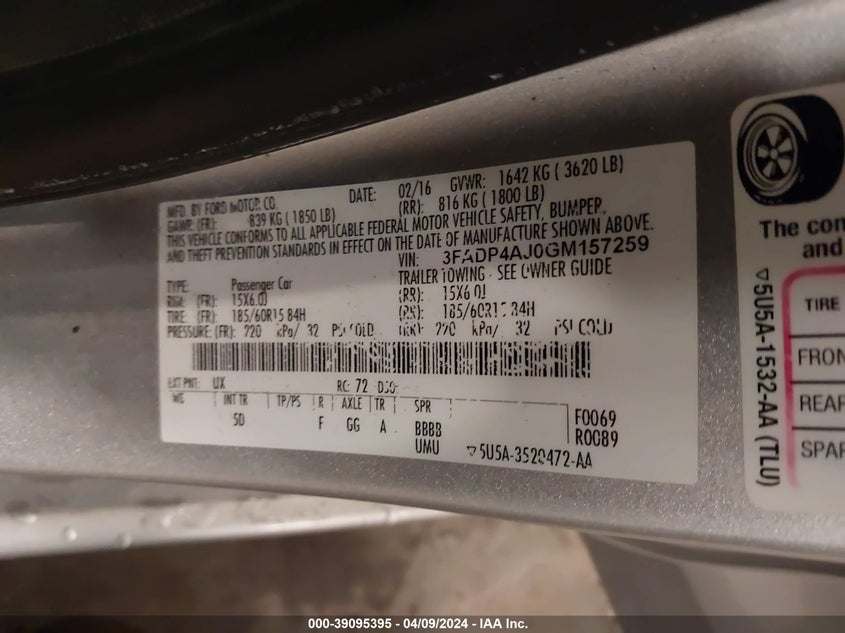 MFD. BY FORD MOTOR CO. DATE: 02/16 GVWR: 1642 KG ( 3620 LB)
GAWR: (FR): 839 KG ( 1850 LB) (RR): 816 KG ( 1800 LB)
THIS VEHICLE CONFORMS TO ALL APPLICABLE FEDERAL MOTOR VEHICLE SAFETY, BUMPER,
AND THEFT PREVENTION STANDARDS IN EFFECT ON THE DATE OF MANUFACTURE SHOWN ABOVE.
VIN: 3FADP4AJ0GM157259
TYPE: Passenger Car TRAILER TOWING - SEE OWNER GUIDE
RIM: (FR): 15X6.0J (RR): 15X6.0J
TIRE: (FR): 185/60R15 84H (RR): 185/60R15 84H
PRESSURE: (FR): 220 kPa/ 32 PSI COLD (RR): 220 kPa/ 32 PSI COLD
EXT PNT: UX RC: 72
WB INT TR TP/PS R AXLE TR SPR
5D F GG A BBBB F0069
UMU R0089
▽5U5A-3520472-AA
The
and
▽5U5A-1532-AA (TLU)
TIRE
FRON
REAR
SPAR
000-39095395 / 04/09/2024 - IAA Inc.